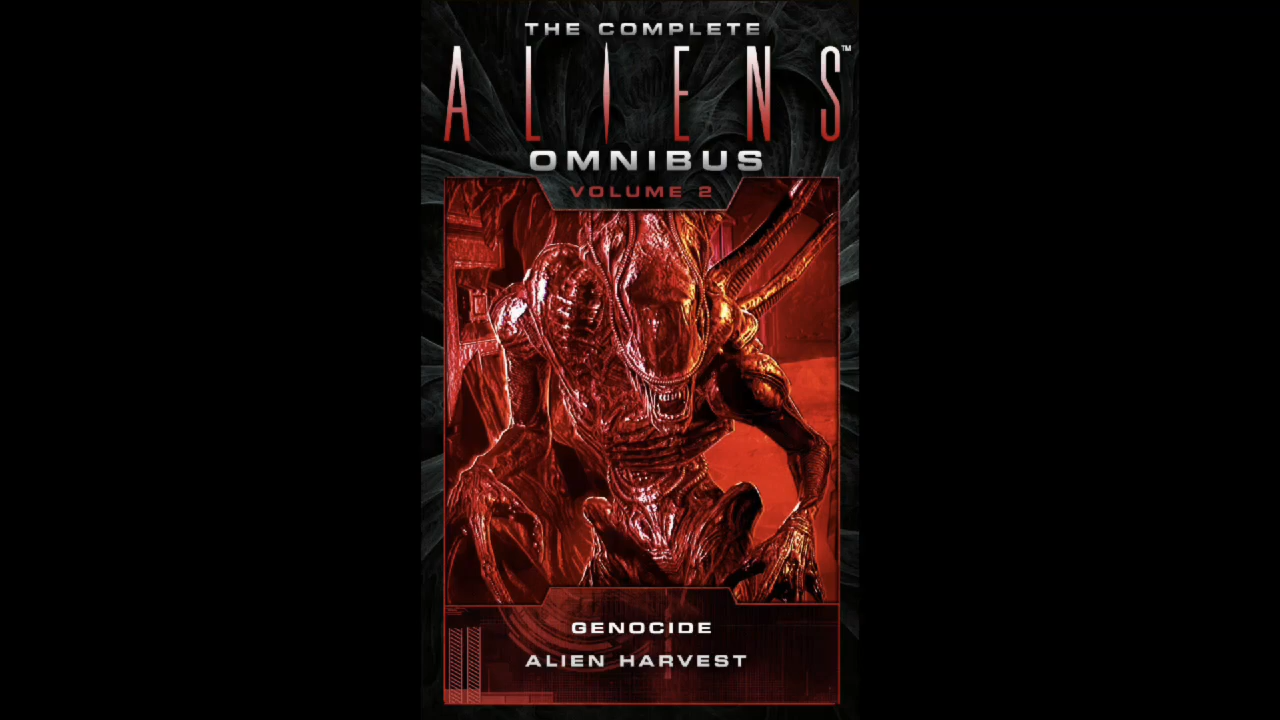 THE COMPLETE
ALIENS™
OMNIBUS
VOLUME 2
GENOCIDE
ALIEN HARVEST